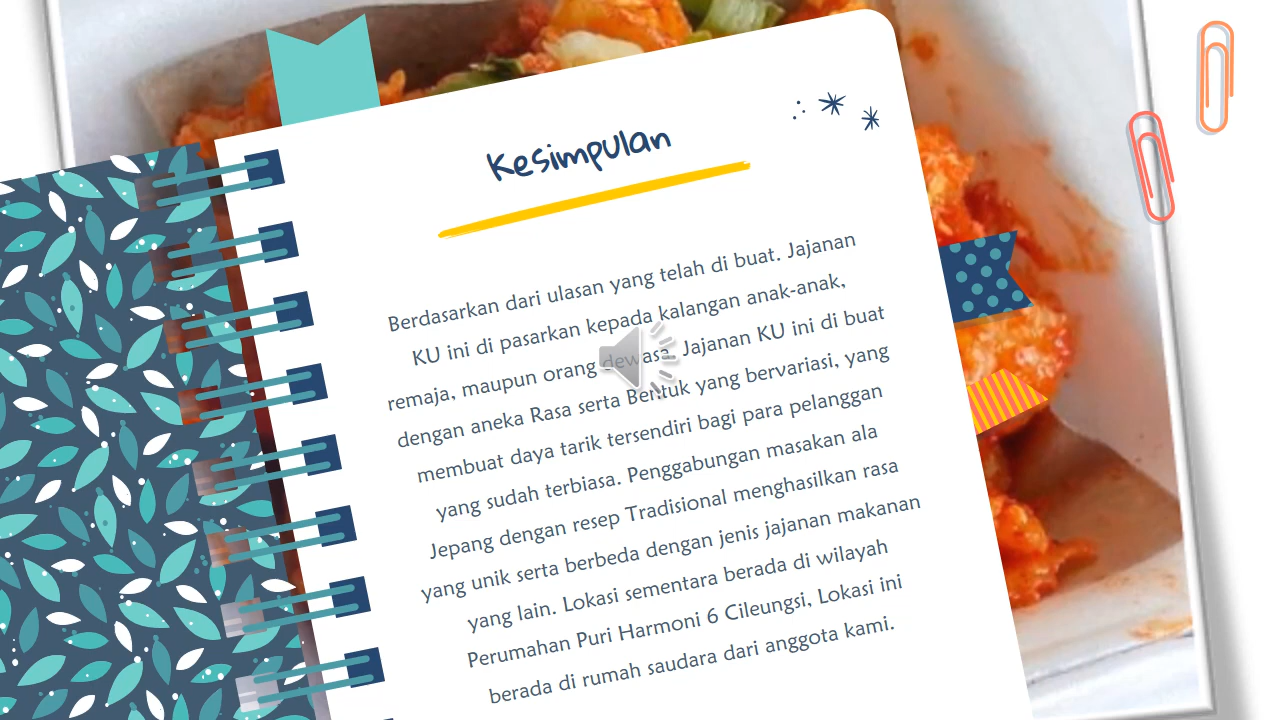 Kesimpulan
Berdasarkan dari ulasan yang telah di buat. Jajanan
KU ini di pasarkan kepada kalangan anak-anak,
remaja, maupun orang dewasa. Jajanan KU ini di buat
dengan aneka Rasa serta Bentuk yang bervariasi, yang
membuat daya tarik tersendiri bagi para pelanggan
yang sudah terbiasa. Penggabungan masakan ala
Jepang dengan resep Tradisional menghasilkan rasa
yang unik serta berbeda dengan jenis jajanan makanan
yang lain. Lokasi sementara berada di wilayah
Perumahan Puri Harmoni 6 Cileungsi, Lokasi ini
berada di rumah saudara dari anggota kami.